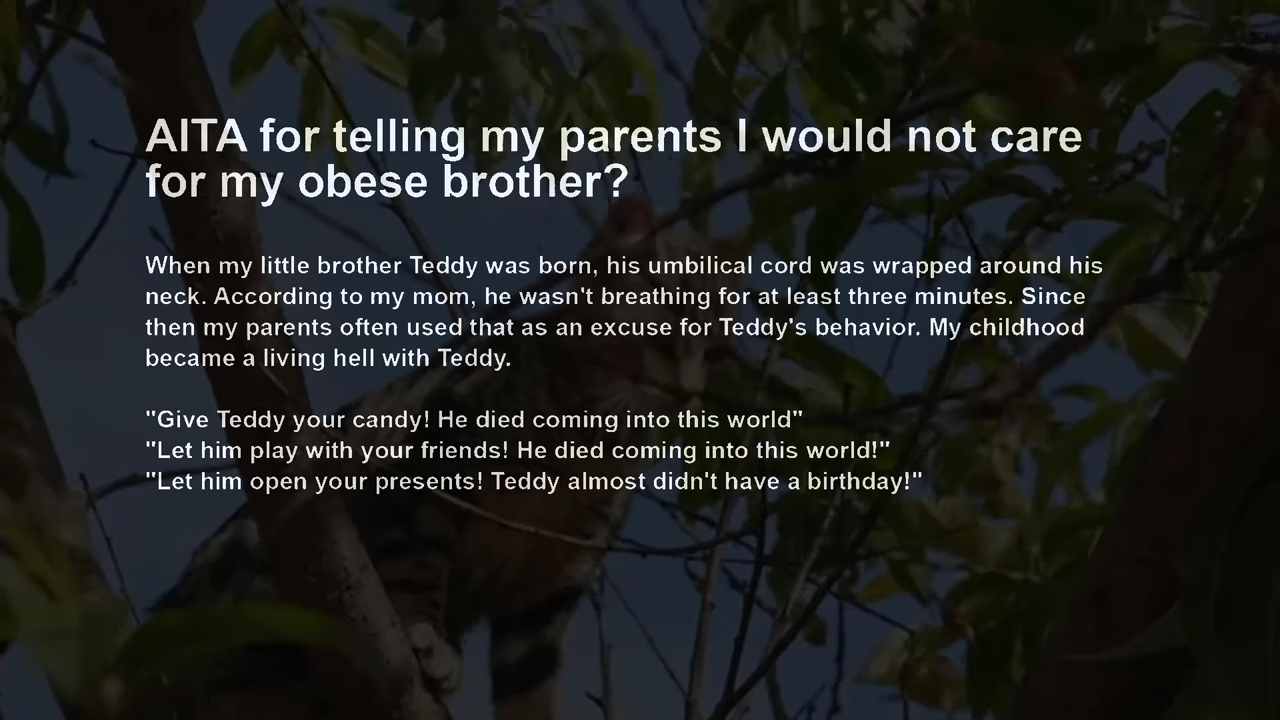 AITA for telling my parents I would not care
for my obese brother?
When my little brother Teddy was born, his umbilical cord was wrapped around his
neck. According to my mom, he wasn't breathing for at least three minutes. Since
then my parents often used that as an excuse for Teddy's behavior. My childhood
became a living hell with Teddy.
"Give Teddy your candy! He died coming into this world"
"Let him play with your friends! He died coming into this world!"
"Let him open your presents! Teddy almost didn't have a birthday!"